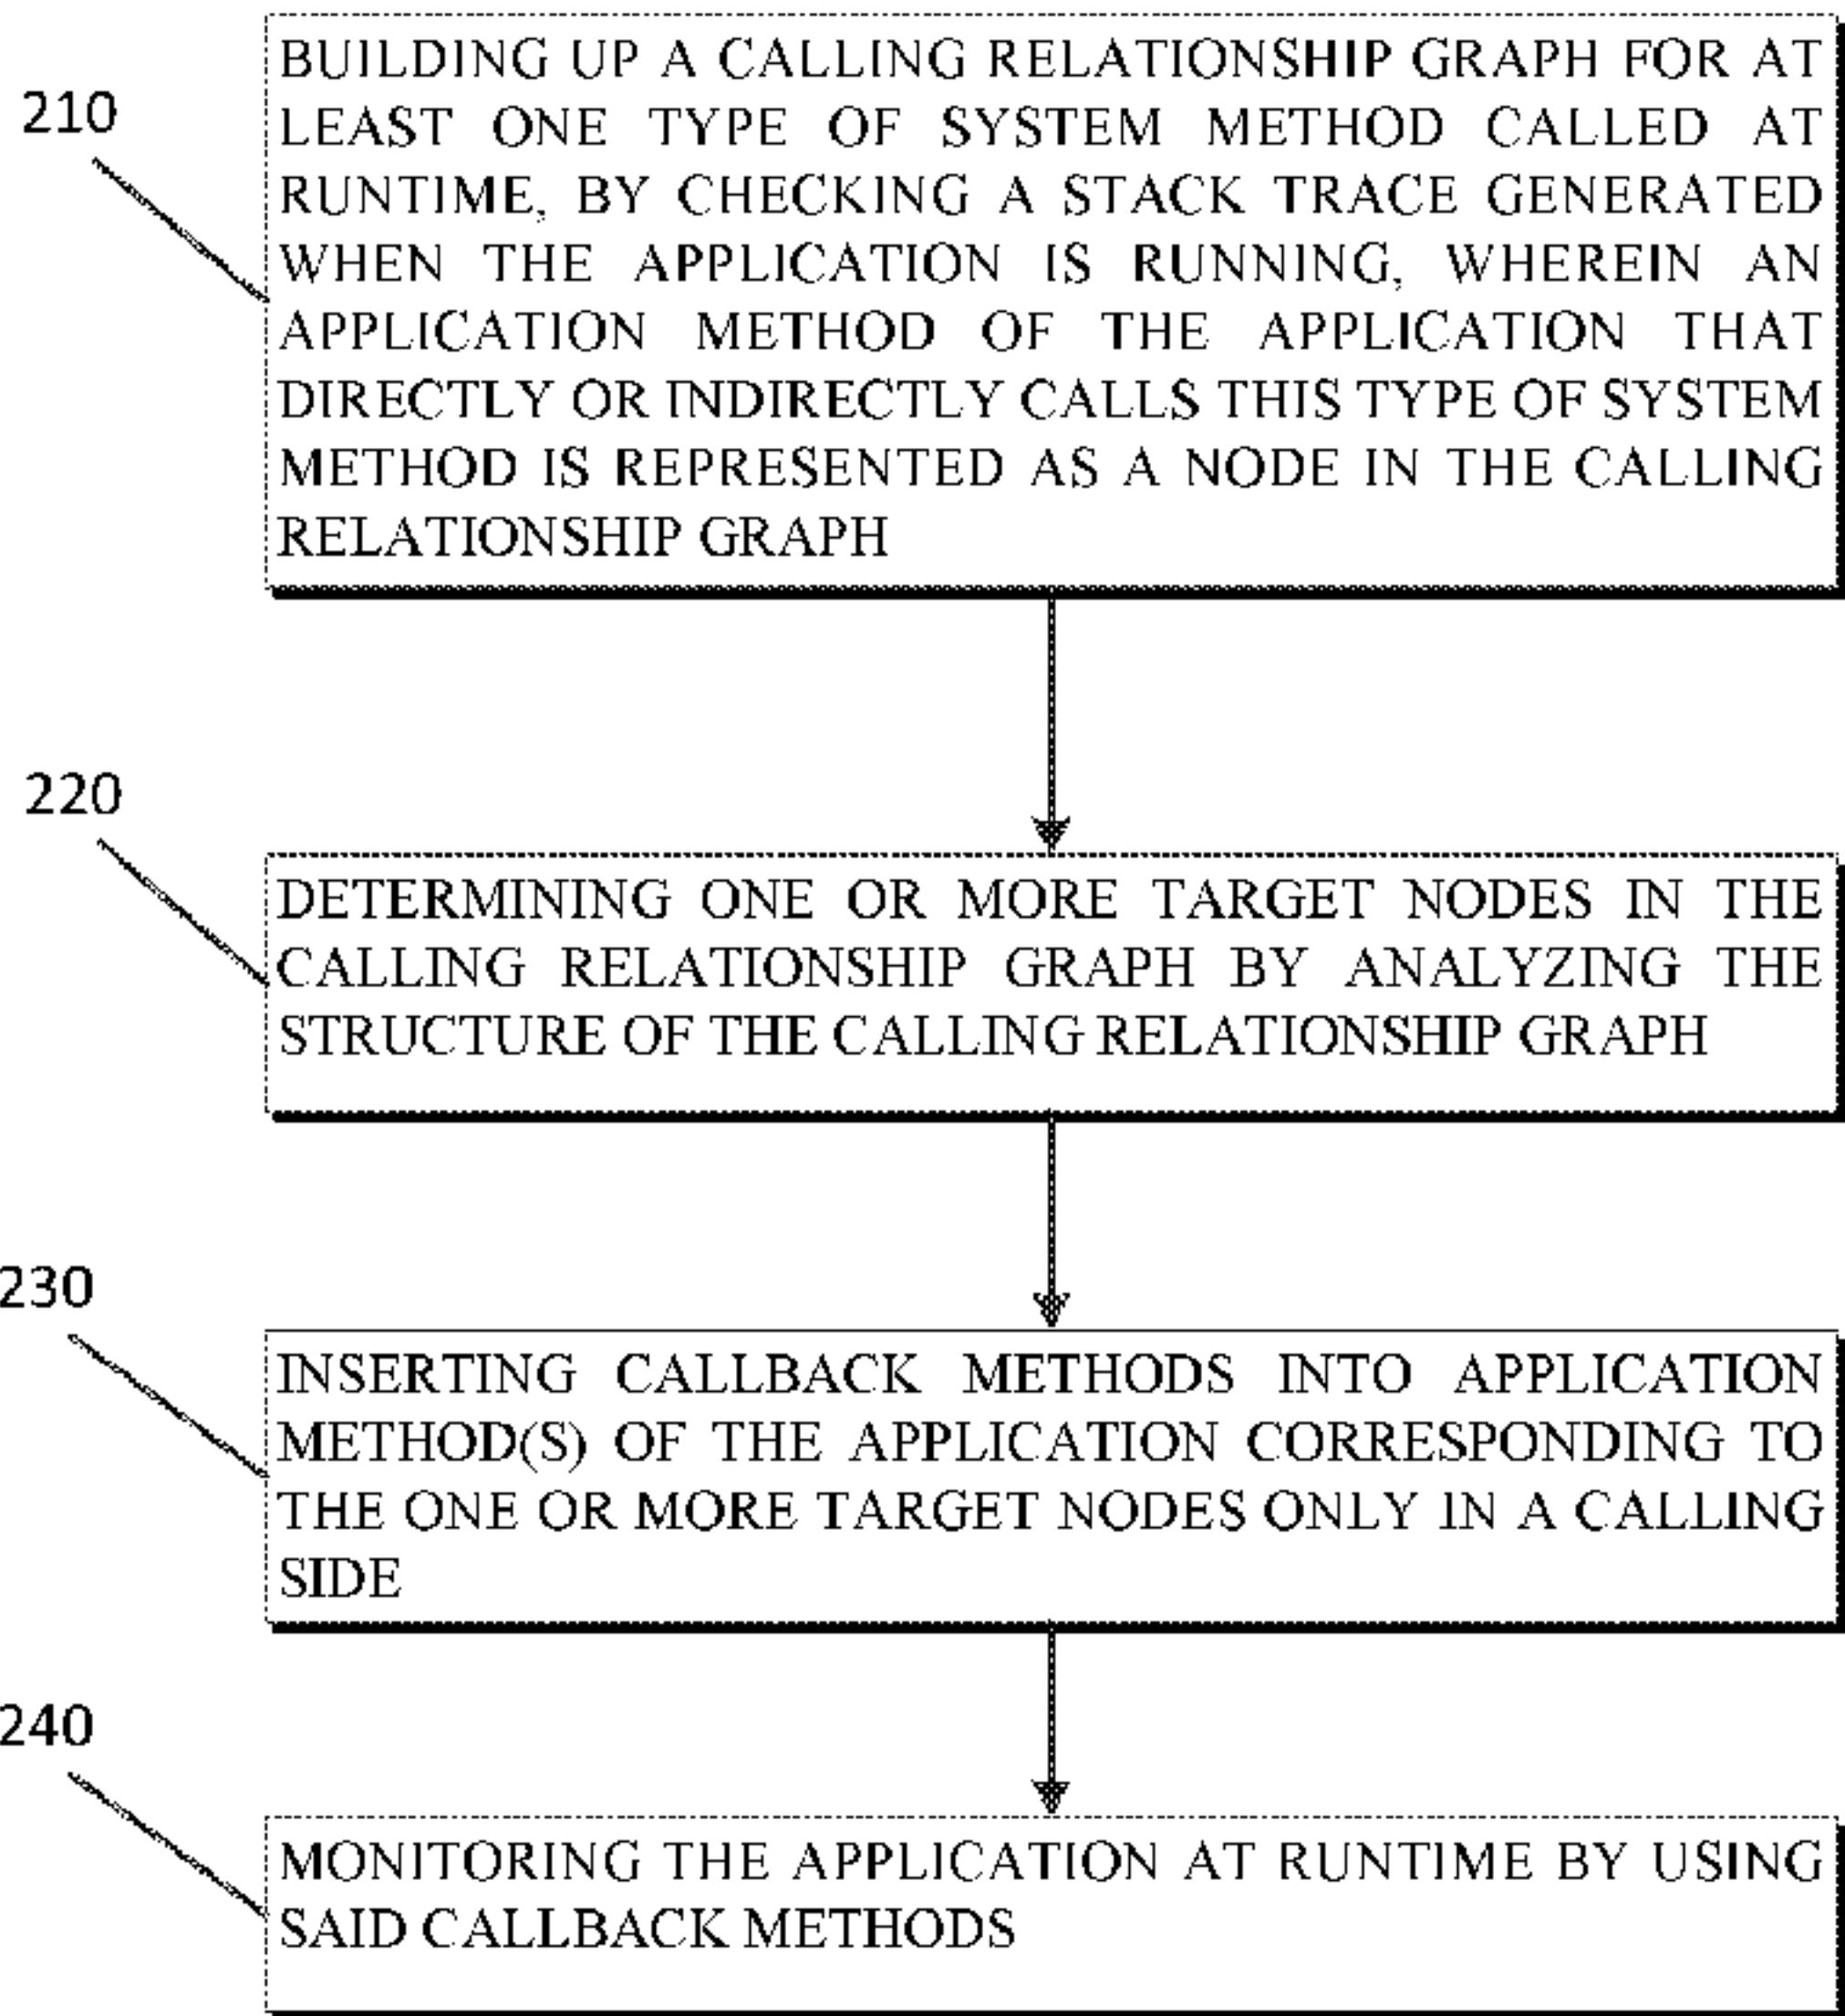 210
BUILDING UP A CALLING RELATIONSHIP GRAPH FOR AT
LEAST ONE TYPE OF SYSTEM METHOD CALLED AT
RUNTIME, BY CHECKING A STACK TRACE GENERATED
WHEN THE APPLICATION IS RUNNING, WHEREIN AN
APPLICATION METHOD OF THE APPLICATION THAT
DIRECTLY OR INDIRECTLY CALLS THIS TYPE OF SYSTEM
METHOD IS REPRESENTED AS A NODE IN THE CALLING
RELATIONSHIP GRAPH
220
DETERMINING ONE OR MORE TARGET NODES IN THE
CALLING RELATIONSHIP GRAPH BY ANALYZING THE
STRUCTURE OF THE CALLING RELATIONSHIP GRAPH
230
INSERTING CALLBACK METHODS INTO APPLICATION
METHOD(S) OF THE APPLICATION CORRESPONDING TO
THE ONE OR MORE TARGET NODES ONLY IN A CALLING
SIDE
240
MONITORING THE APPLICATION AT RUNTIME BY USING
SAID CALLBACK METHODS